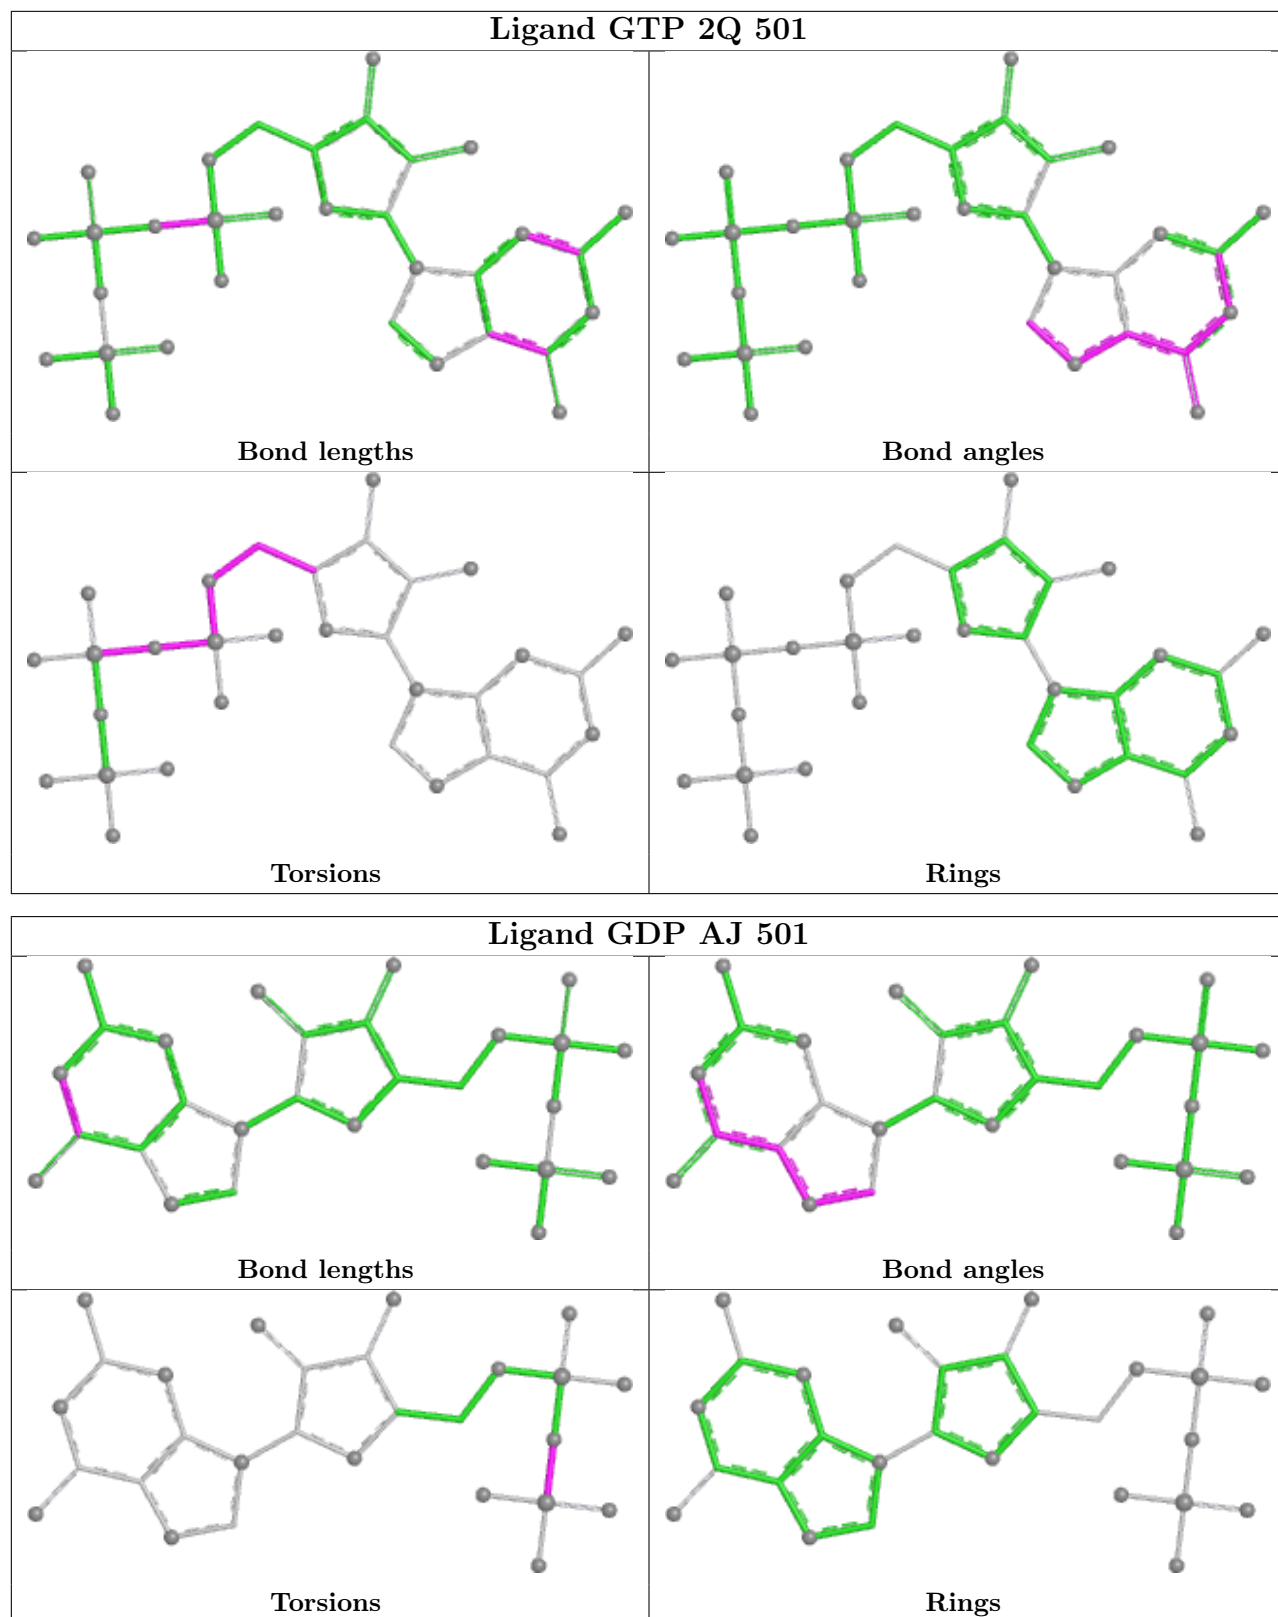 Ligand GTP 2Q 501
Bond lengths
Bond angles
Torsions
Rings
Ligand GDP AJ 501
Bond lengths
Bond angles
Torsions
Rings